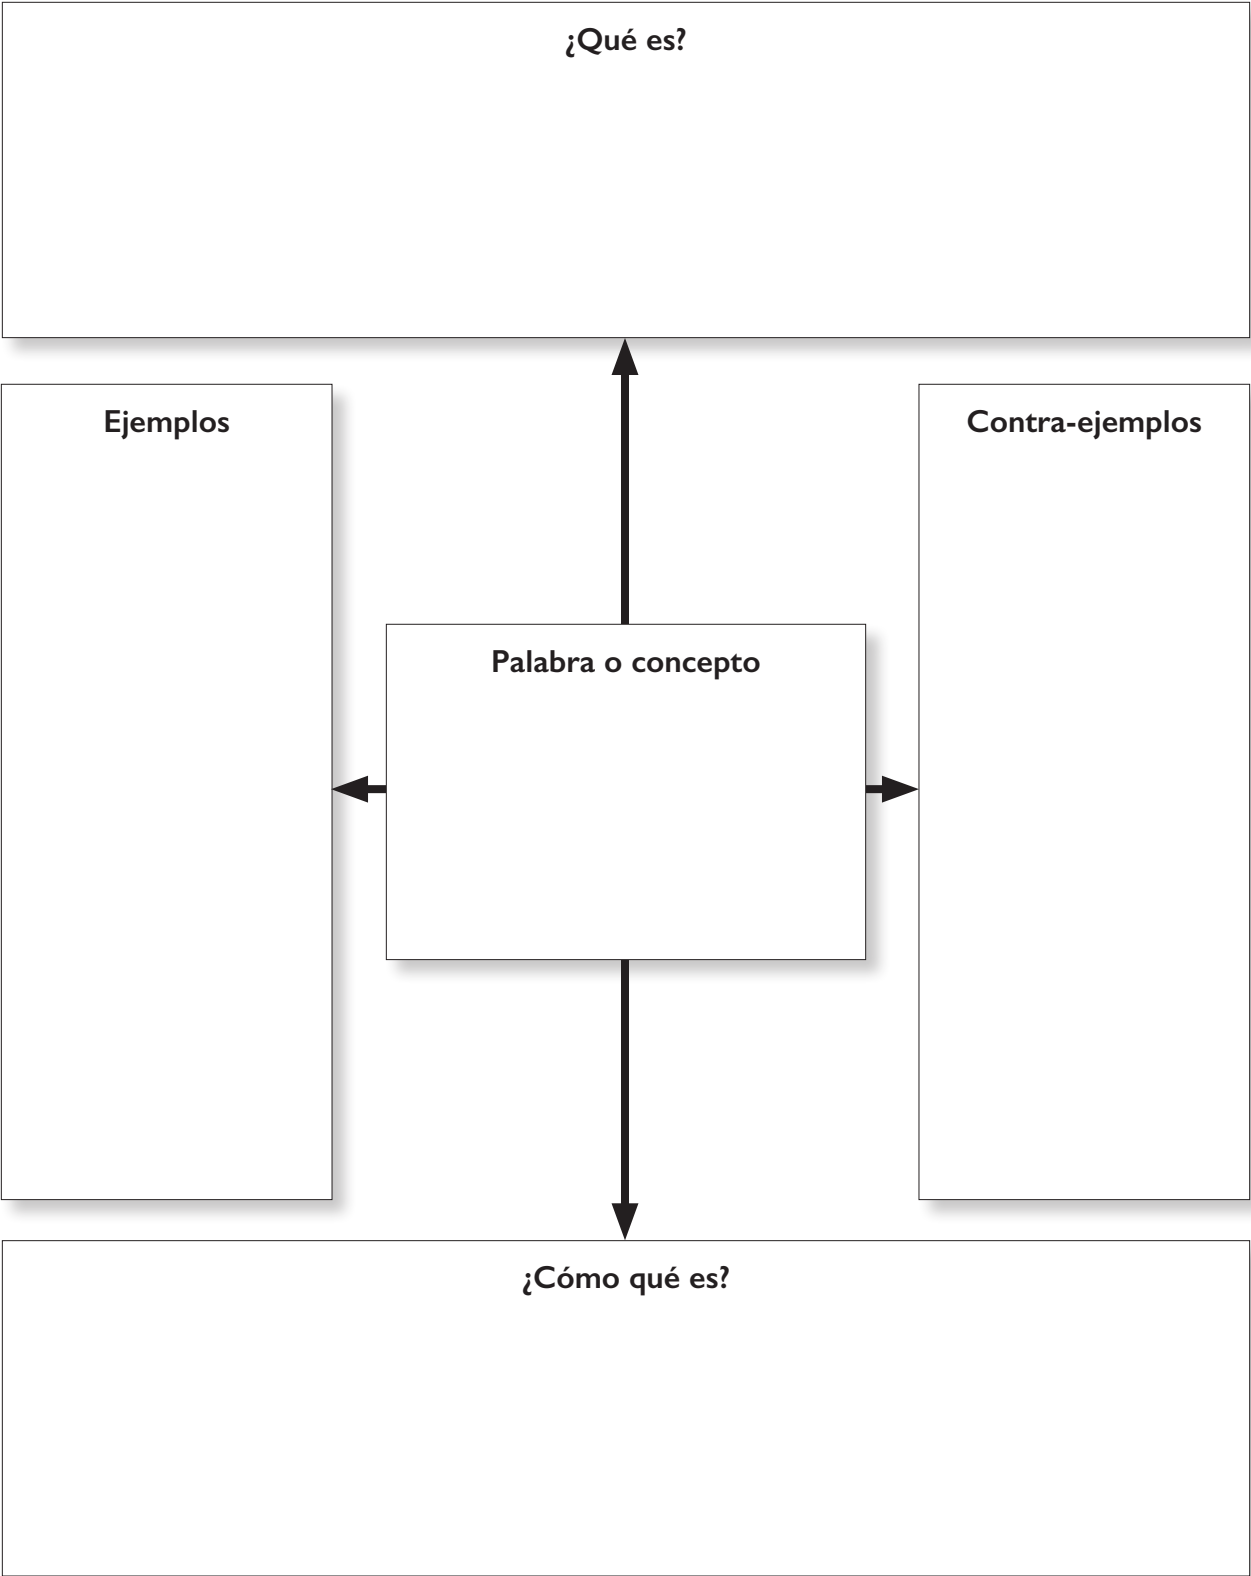 ¿Qué es?
Ejemplos
Contra-ejemplos
Palabra o concepto
¿Cómo qué es?